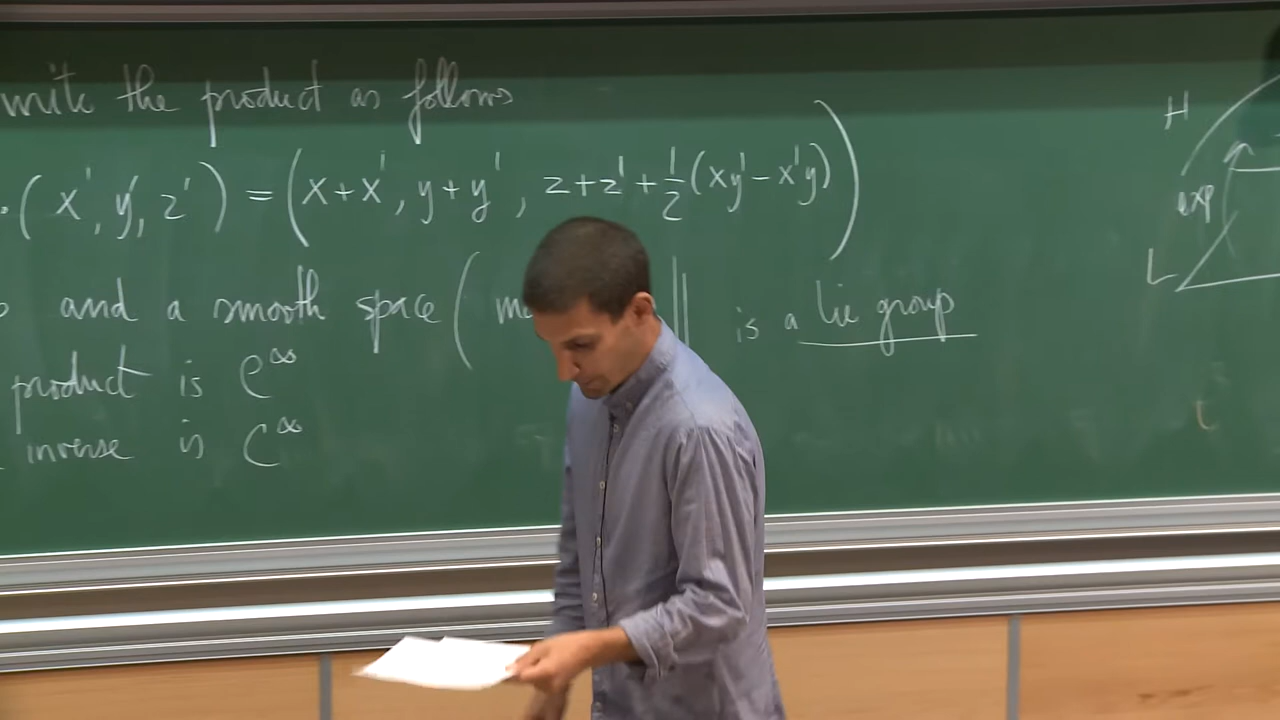 write the product as follows
·(x', y', z') = (x+x', y+y', z+z'+1/2(xy'-x'y))
and a smooth space ( is a Lie group
product is C∞
inverse is C∞
H
exp
L